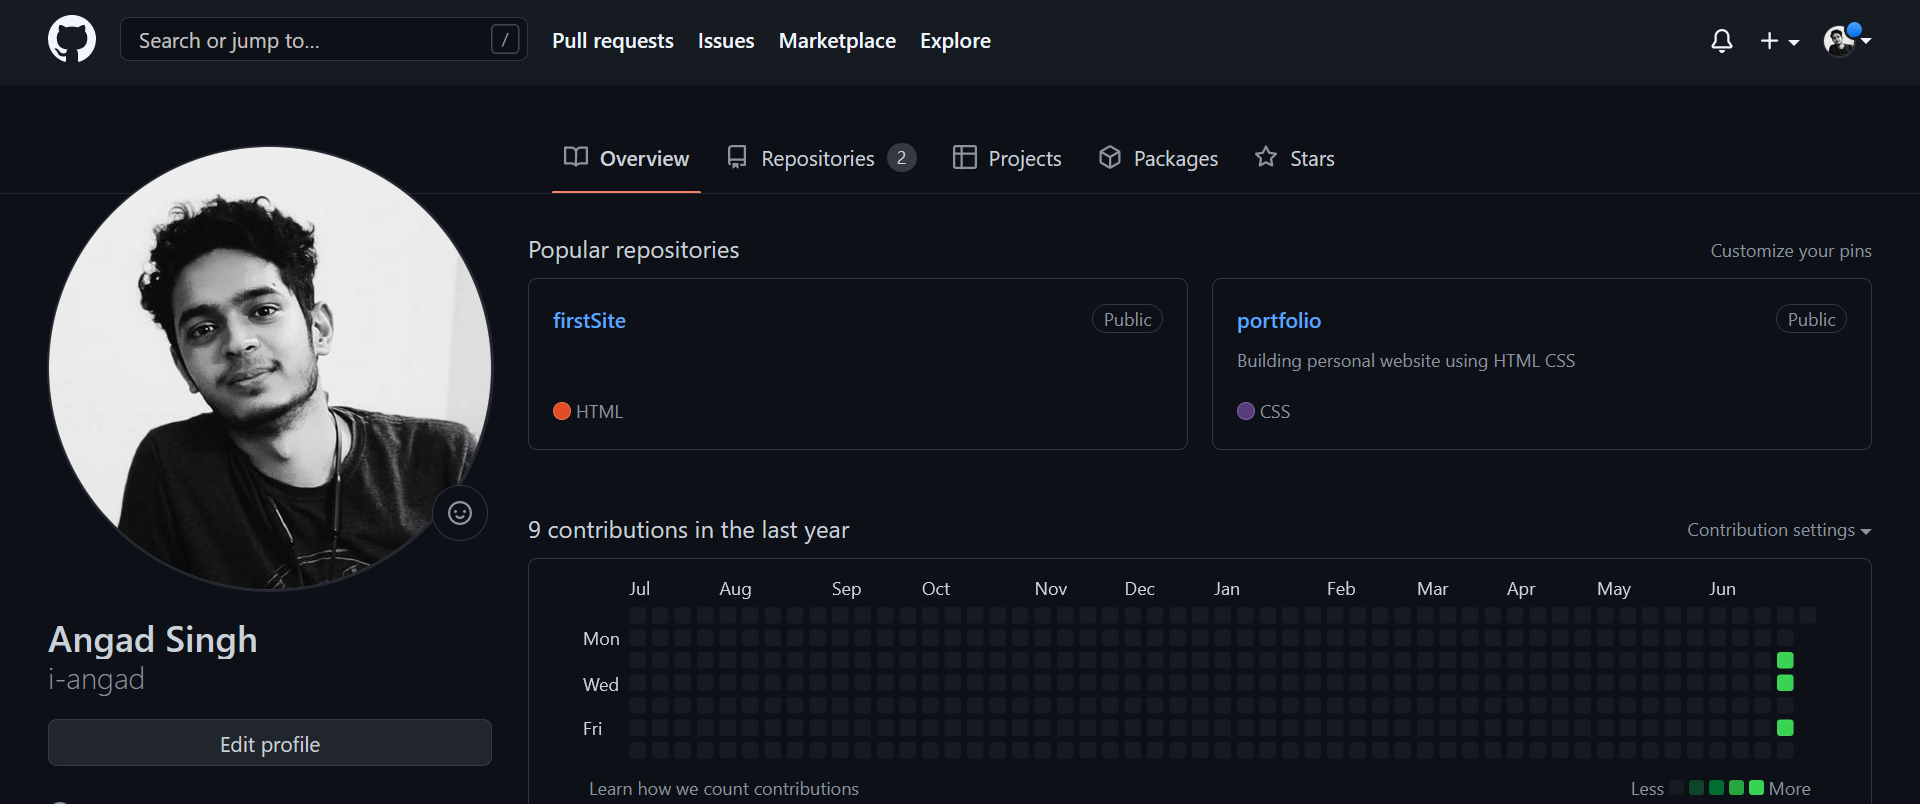 Search or jump to... /
Pull requests Issues Marketplace Explore
Overview Repositories 2 Projects Packages Stars
Angad Singh
i-angad
Edit profile
Popular repositories Customize your pins
firstSite Public
HTML
portfolio Public
Building personal website using HTML CSS
CSS
9 contributions in the last year Contribution settings
Jul Aug Sep Oct Nov Dec Jan Feb Mar Apr May Jun
Mon
Wed
Fri
Learn how we count contributions Less More